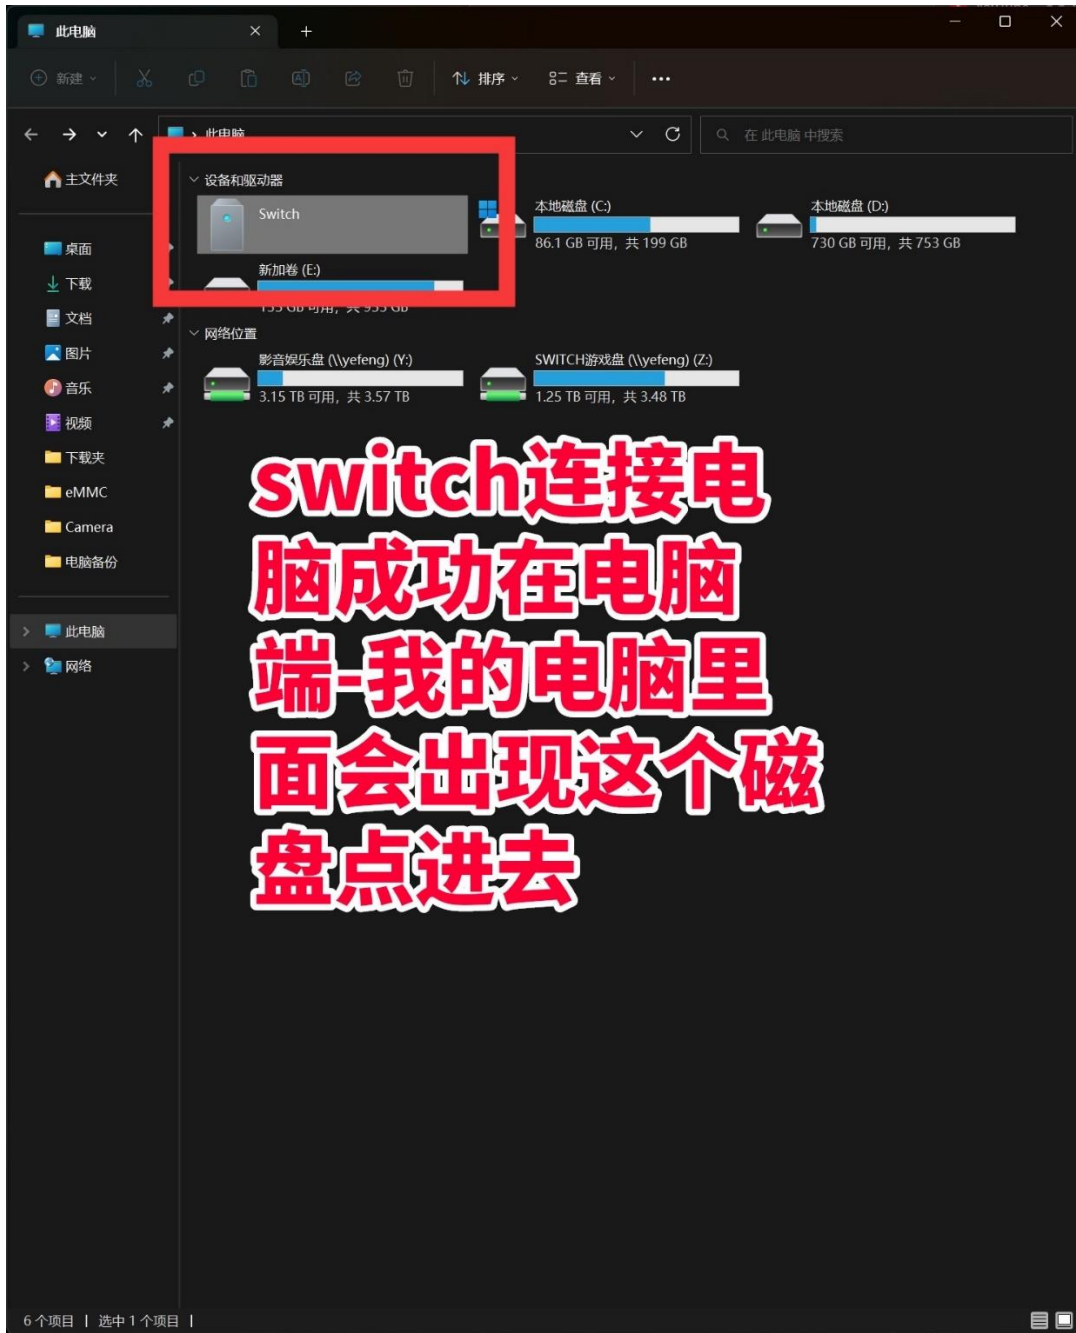 此电脑
新建
排序
查看
此电脑
在 此电脑 中搜索
主文件夹
桌面
下载
文档
图片
音乐
视频
下载夹
eMMC
Camera
电脑备份
此电脑
网络
设备和驱动器
Switch
本地磁盘 (C:)
86.1 GB 可用，共 199 GB
本地磁盘 (D:)
730 GB 可用，共 753 GB
新加卷 (E:)
网络位置
影音娱乐盘 (\\yefeng) (Y:)
3.15 TB 可用，共 3.57 TB
SWITCH游戏盘 (\\yefeng) (Z:)
1.25 TB 可用，共 3.48 TB
switch连接电
脑成功在电脑
端-我的电脑里
面会出现这个磁
盘点进去
6 个项目 | 选中 1 个项目 |